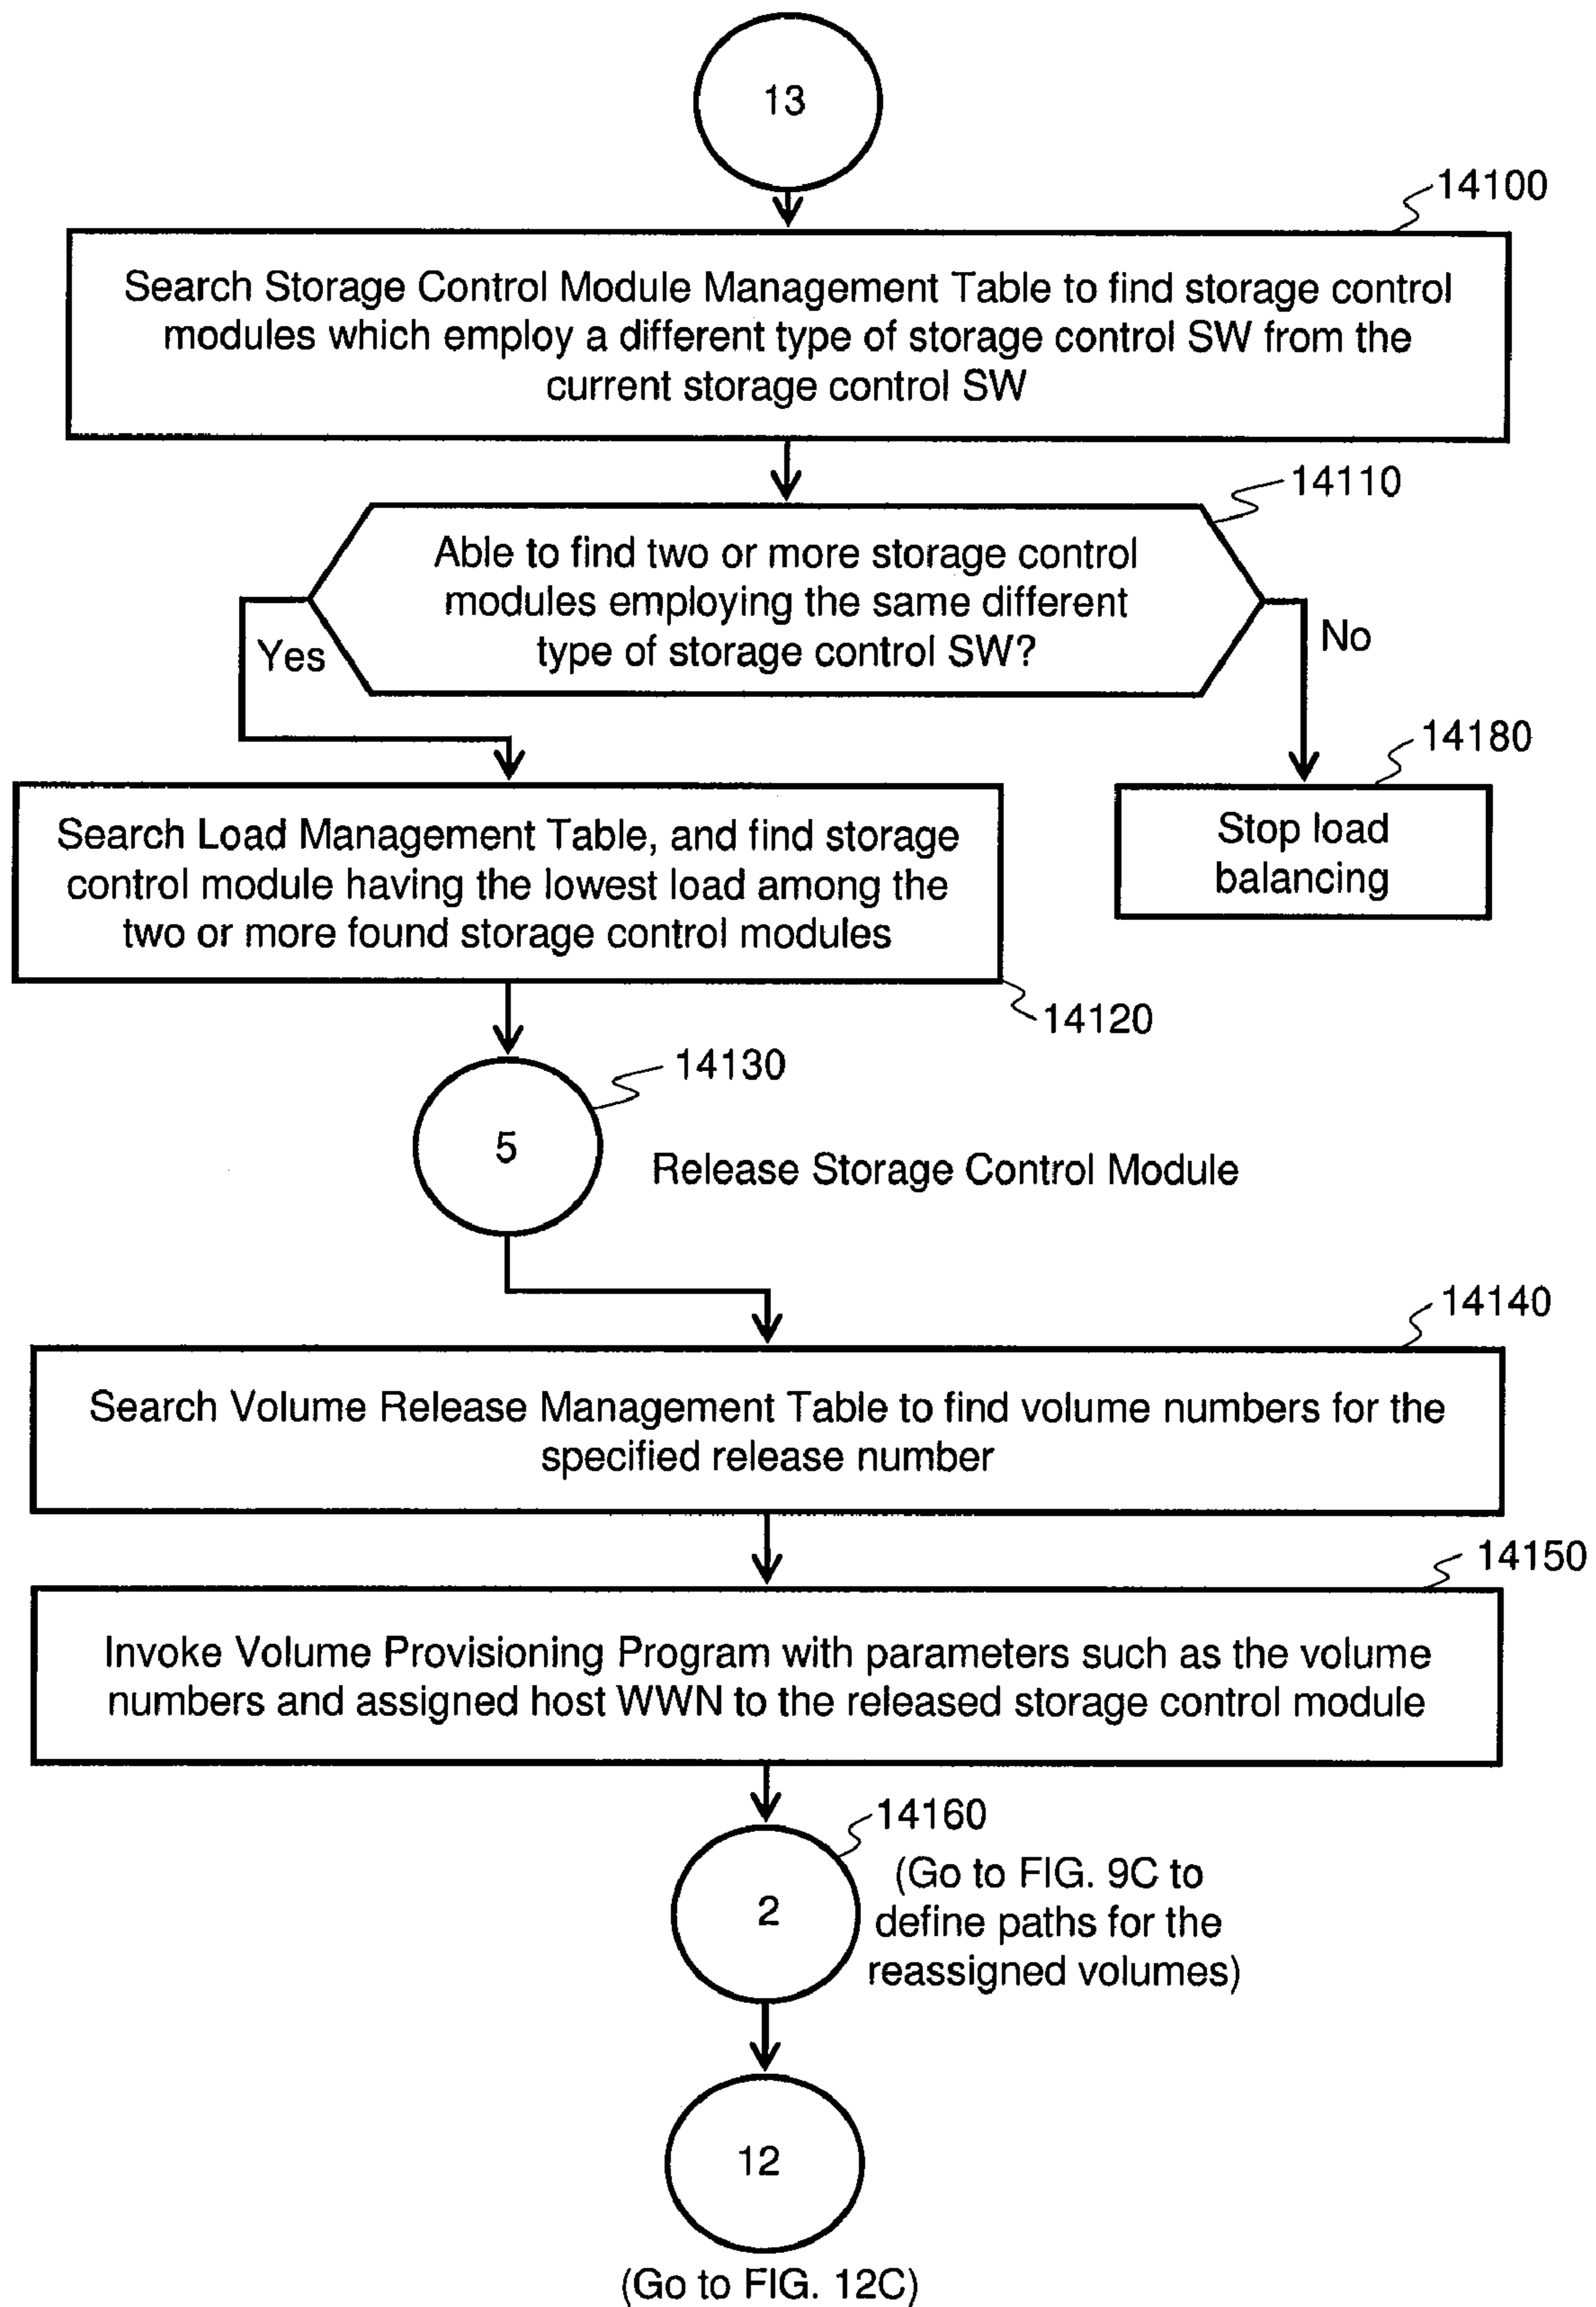 13
14100
Search Storage Control Module Management Table to find storage control
modules which employ a different type of storage control SW from the
current storage control SW
14110
Able to find two or more storage control
modules employing the same different
type of storage control SW?
Yes
No
14180
Search Load Management Table, and find storage
control module having the lowest load among the
two or more found storage control modules
Stop load
balancing
14120
14130
5
Release Storage Control Module
14140
Search Volume Release Management Table to find volume numbers for the
specified release number
14150
Invoke Volume Provisioning Program with parameters such as the volume
numbers and assigned host WWN to the released storage control module
14160
2
(Go to FIG. 9C to
define paths for the
reassigned volumes)
12
(Go to FIG. 12C)